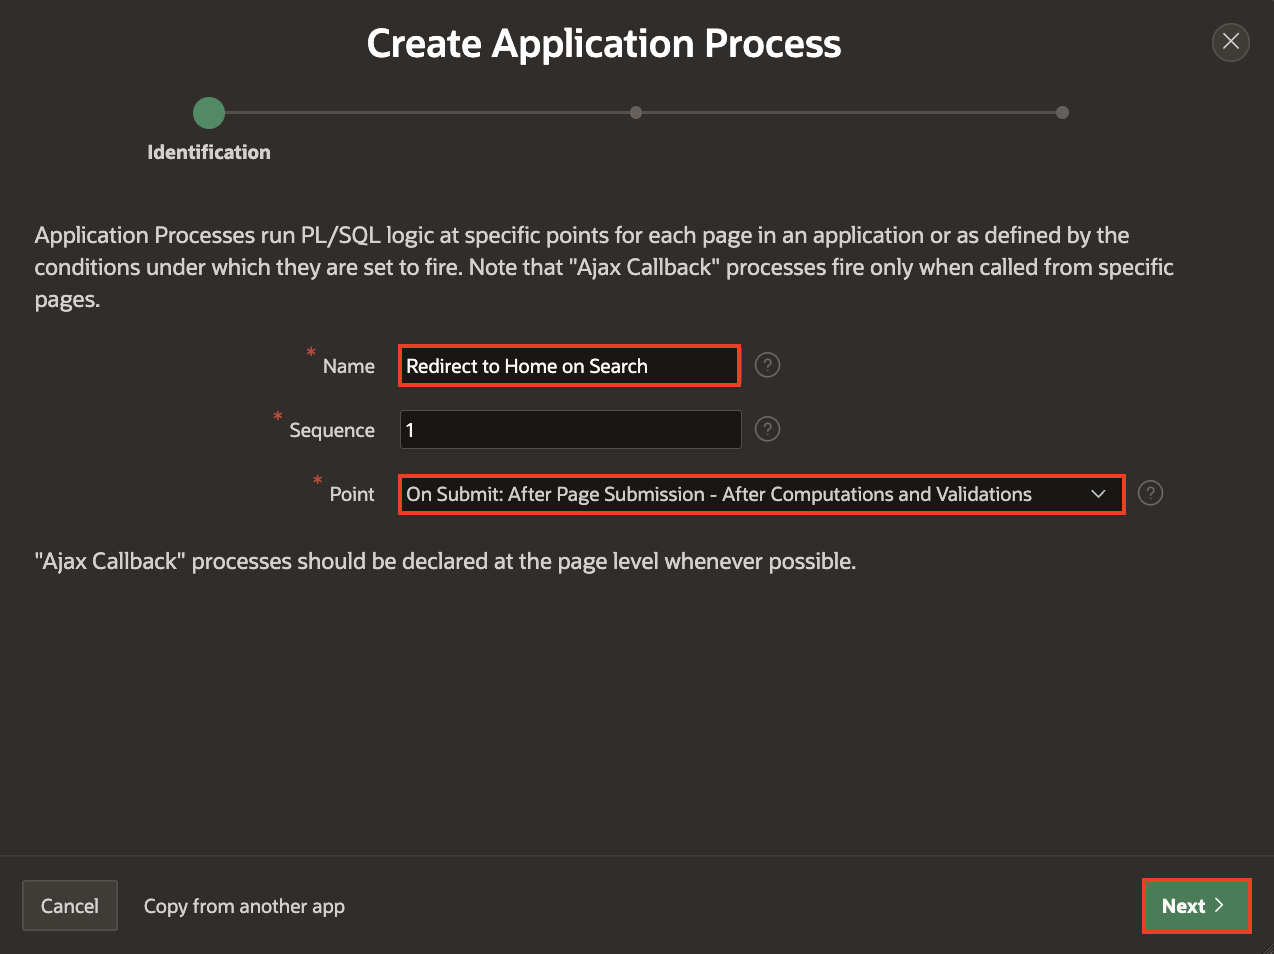 Create Application Process
Identification
Application Processes run PL/SQL logic at specific points for each page in an application or as defined by the
conditions under which they are set to fire. Note that "Ajax Callback" processes fire only when called from specific
pages.
* Name Redirect to Home on Search ?
* Sequence 1 ?
* Point On Submit: After Page Submission - After Computations and Validations ?
"Ajax Callback" processes should be declared at the page level whenever possible.
Cancel Copy from another app Next >